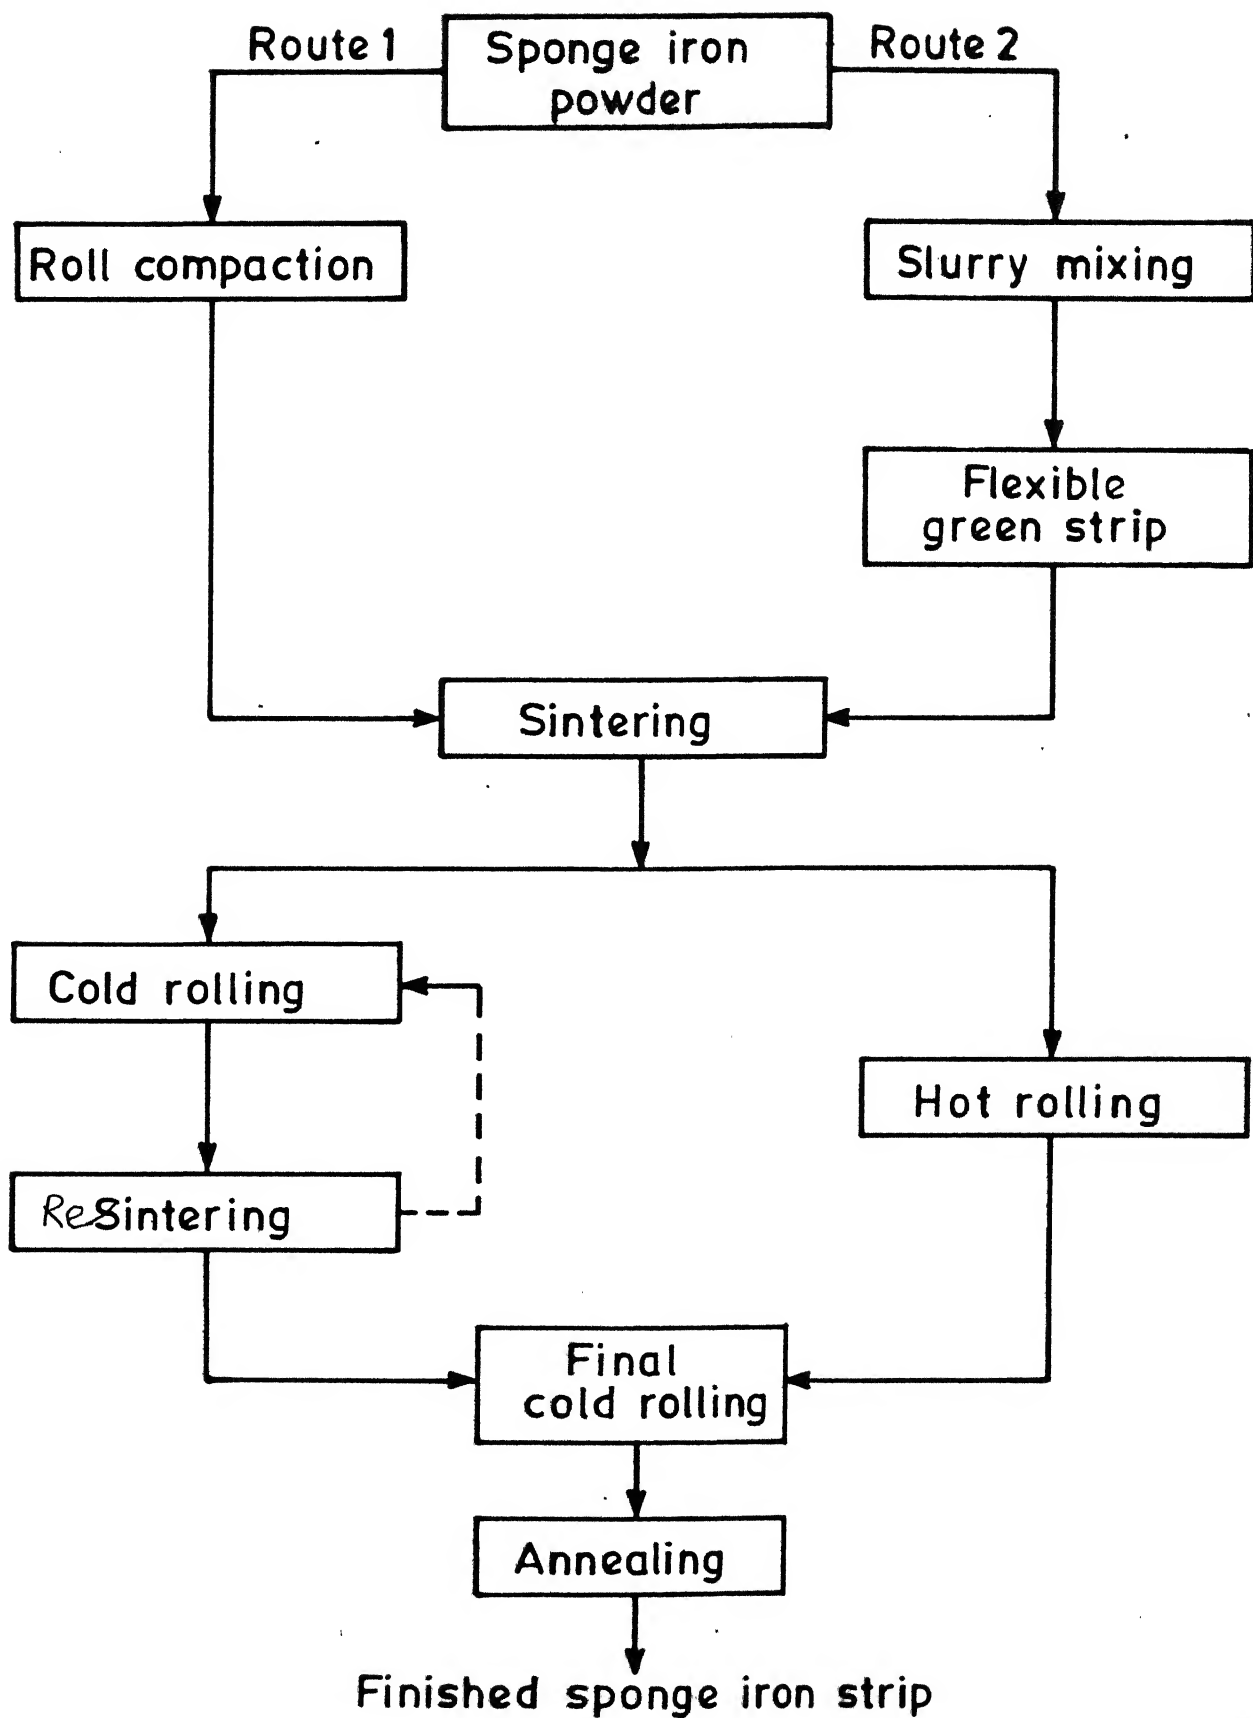 Route 1
Sponge iron
powder
Route 2
Roll compaction
Slurry mixing
Flexible
green strip
Sintering
Cold rolling
Hot rolling
ReSintering
Final
cold rolling
Annealing
Finished sponge iron strip